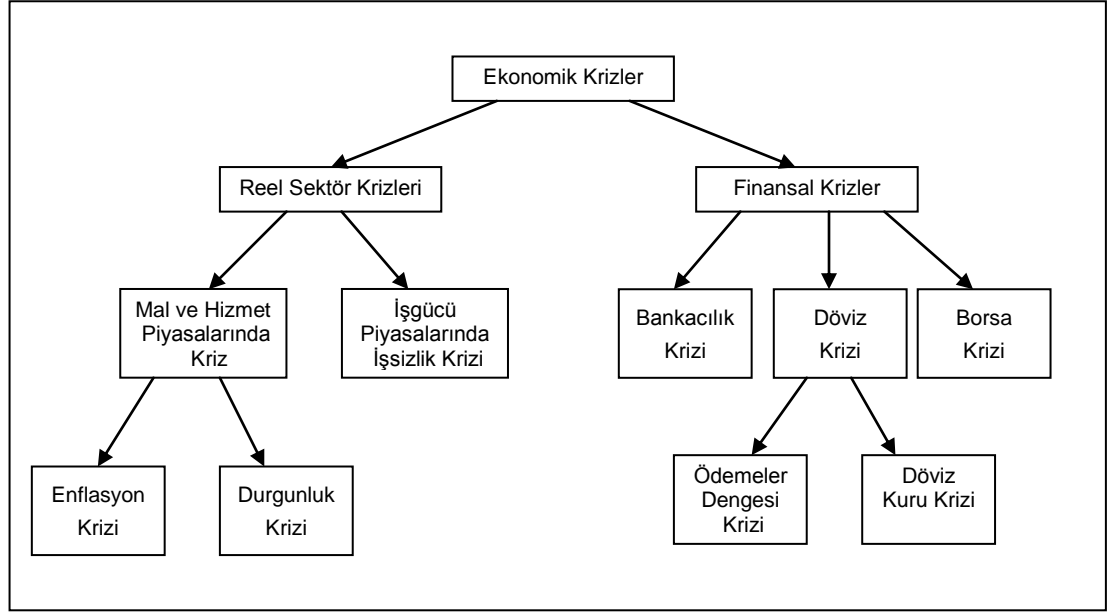 Ekonomik Krizler
Reel Sektör Krizleri
Finansal Krizler
Mal ve Hizmet
Piyasalarında
Kriz
İşgücü
Piyasalarında
İşsizlik Krizi
Bankacılık
Krizi
Döviz
Krizi
Borsa
Krizi
Enflasyon
Krizi
Durgunluk
Krizi
Ödemeler
Dengesi
Krizi
Döviz
Kuru Krizi